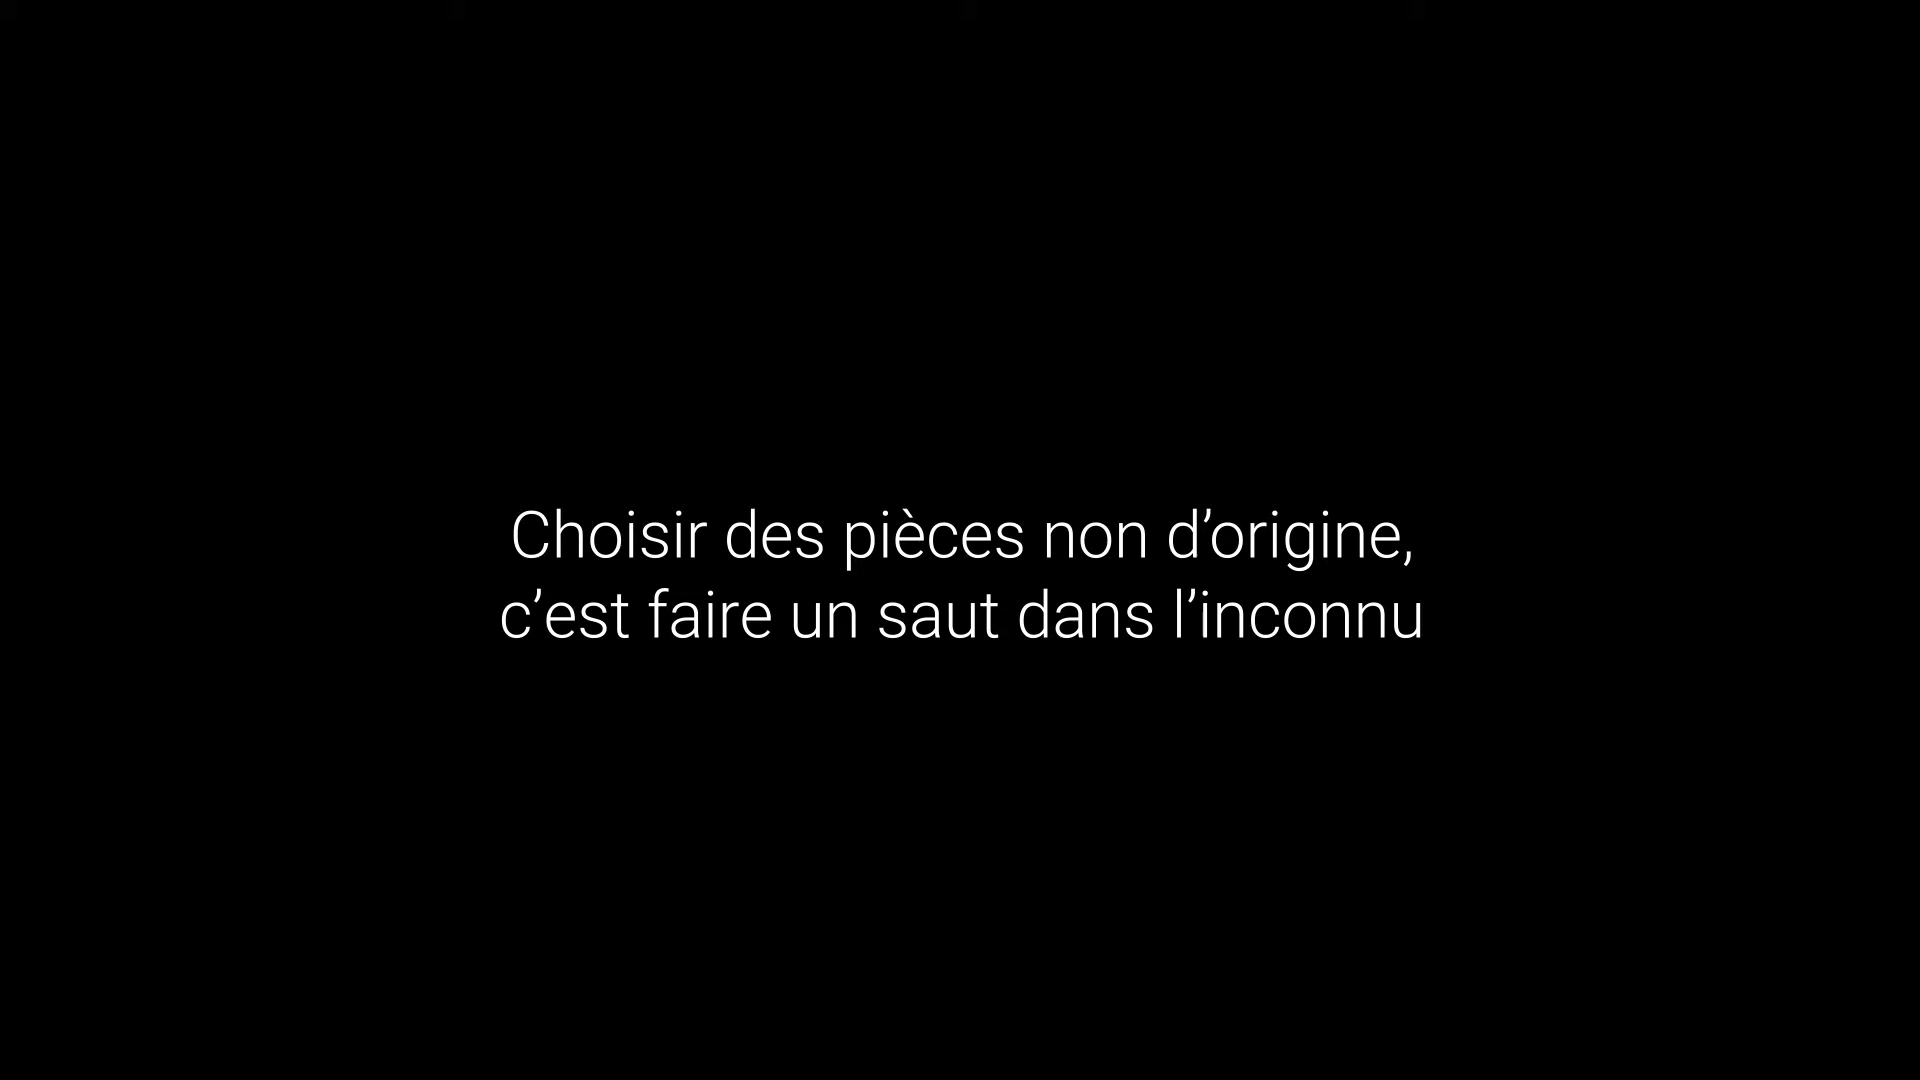 Choisir des pièces non d’origine,
c’est faire un saut dans l’inconnu